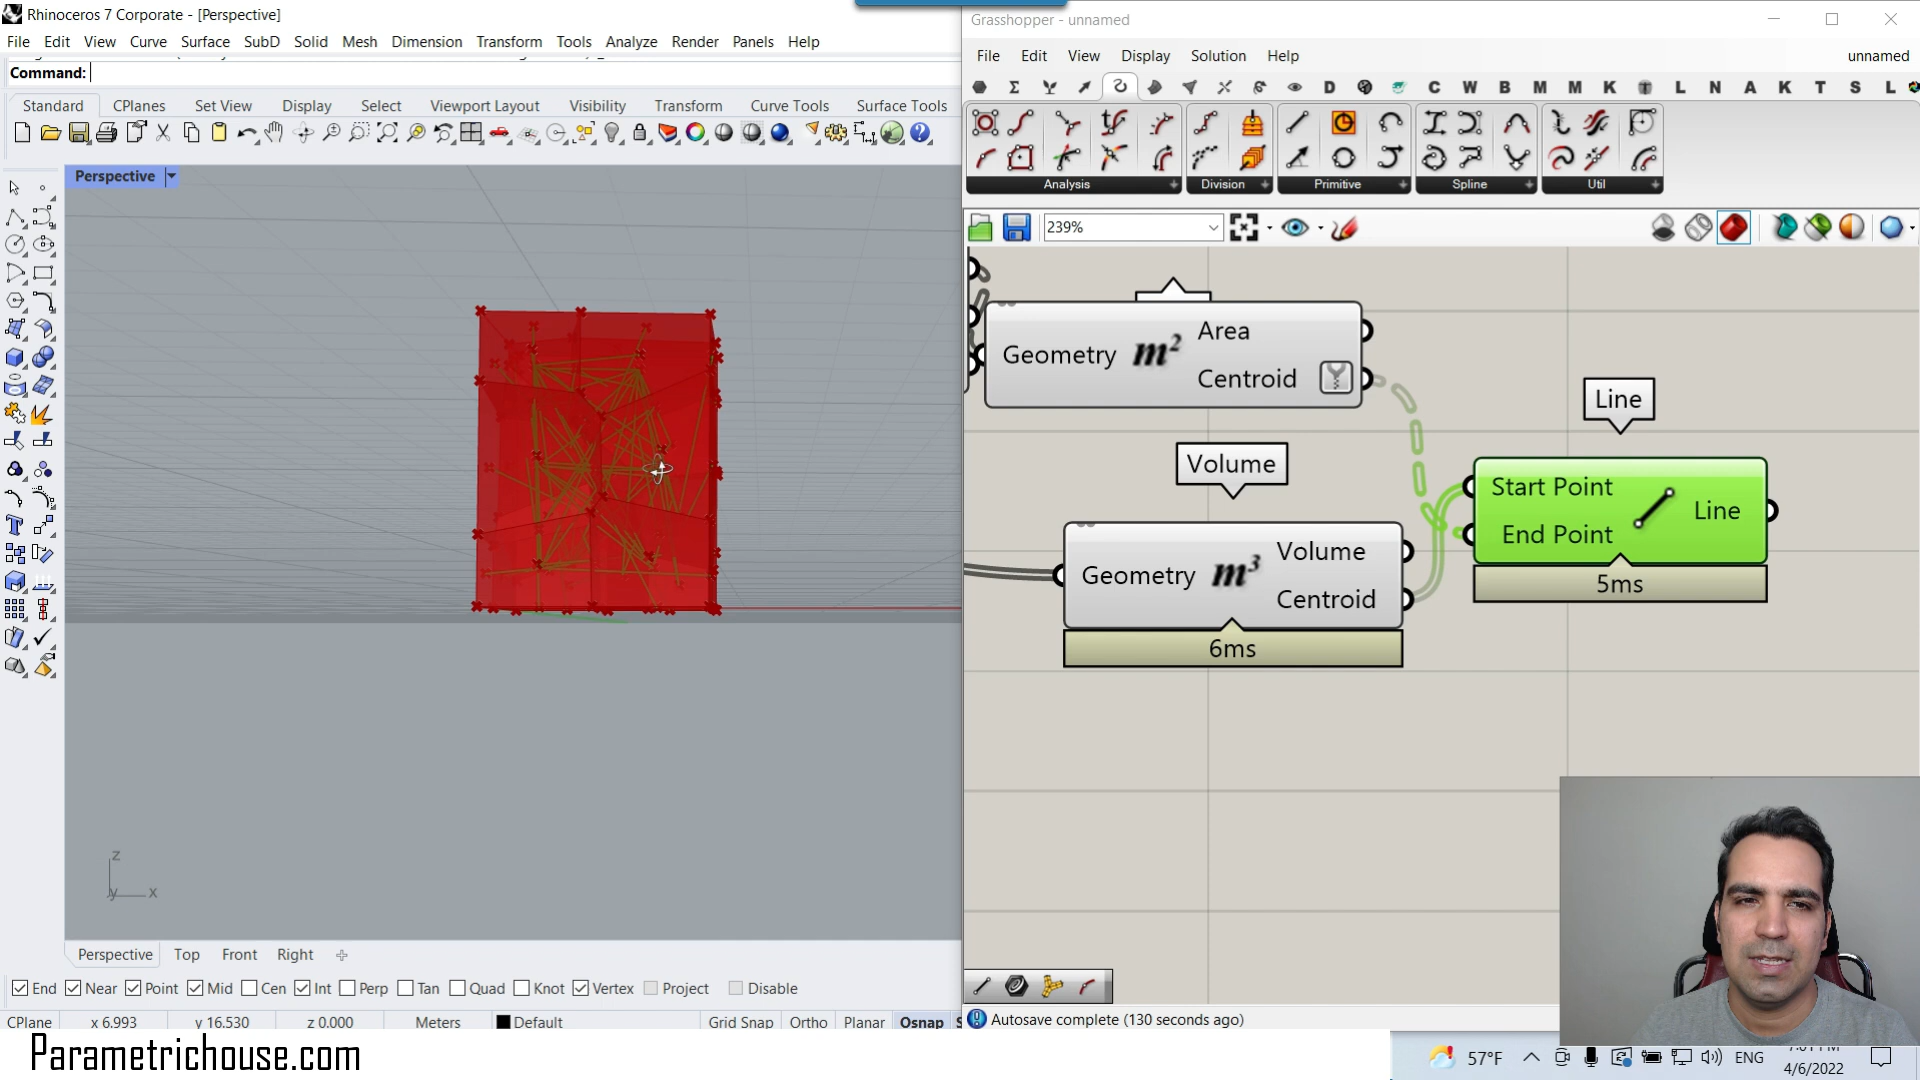 Rhinoceros 7 Corporate - [Perspective]
File Edit View Curve Surface SubD Solid Mesh Dimension Transform Tools Analyze Render Panels Help
Command:
Standard CPlanes Set View Display Select Viewport Layout Visibility Transform Curve Tools Surface Tools
Perspective
z
y x
Perspective Top Front Right
End Near Point Mid Cen Int Perp Tan Quad Knot Vertex Project Disable
CPlane x 6.993 y 16.530 z 0.000 Meters Default Grid Snap Ortho Planar Osnap S
Parametrichouse.com
Grasshopper - unnamed
File Edit View Display Solution Help unnamed
D C W B M M K L N A K T S L
Analysis Division Primitive Spline Util
239%
Geometry m² Area
Centroid
Line
Volume
Start Point
End Point
Line
5ms
Geometry m³ Volume
Centroid
6ms
Autosave complete (130 seconds ago)
57°F ENG
4/6/2022